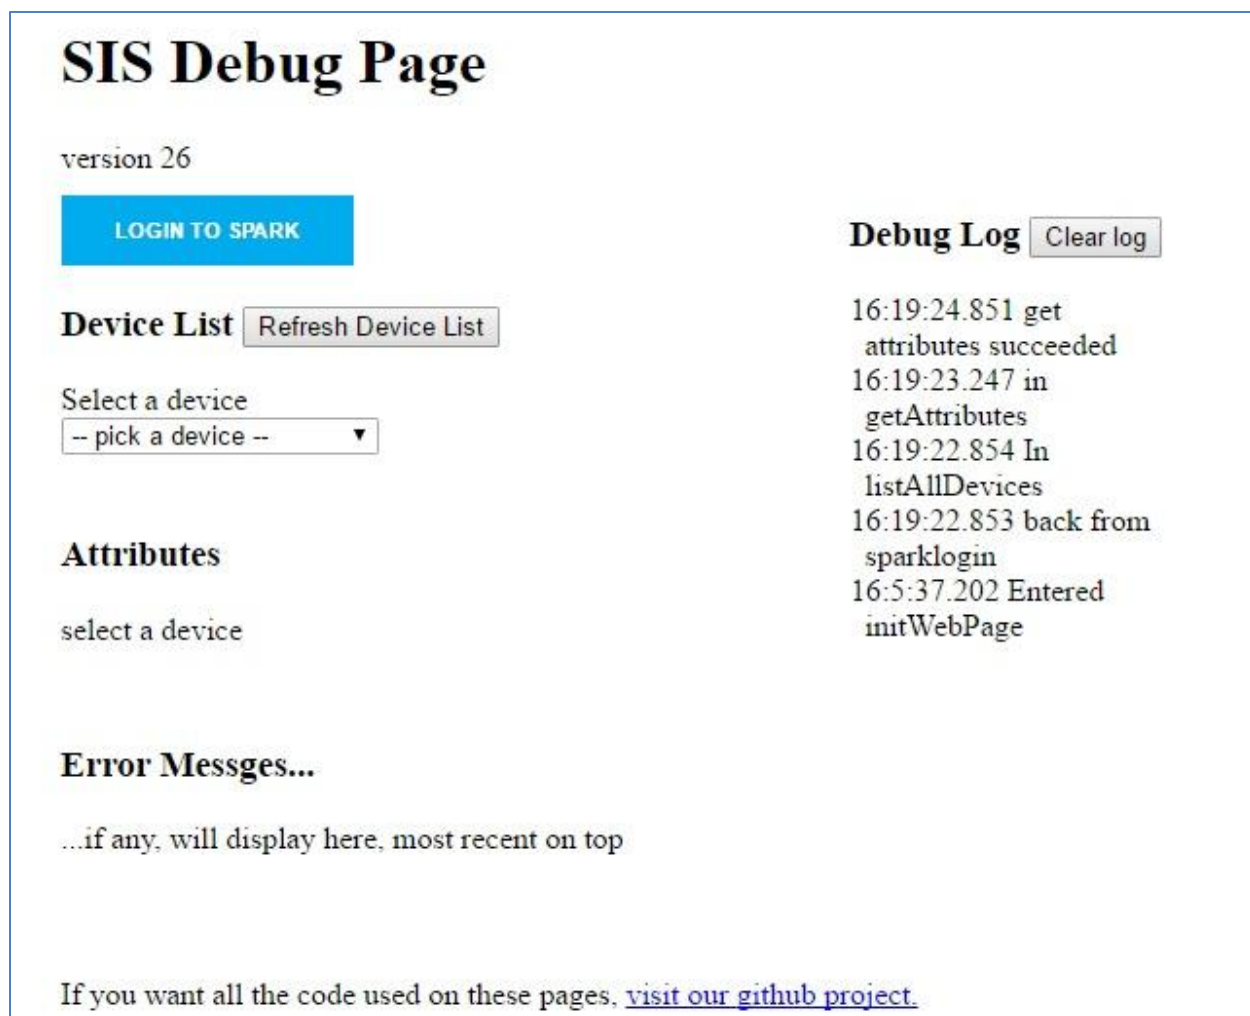 SIS Debug Page
version 26
LOGIN TO SPARK
Device List Refresh Device List
Select a device
-- pick a device --
Attributes
select a device
Error Messges...
...if any, will display here, most recent on top
Debug Log Clear log
16:19:24.851 get
attributes succeeded
16:19:23.247 in
getAttributes
16:19:22.854 In
listAllDevices
16:19:22.853 back from
sparklogin
16:5:37.202 Entered
initWebPage
If you want all the code used on these pages, visit our github project.